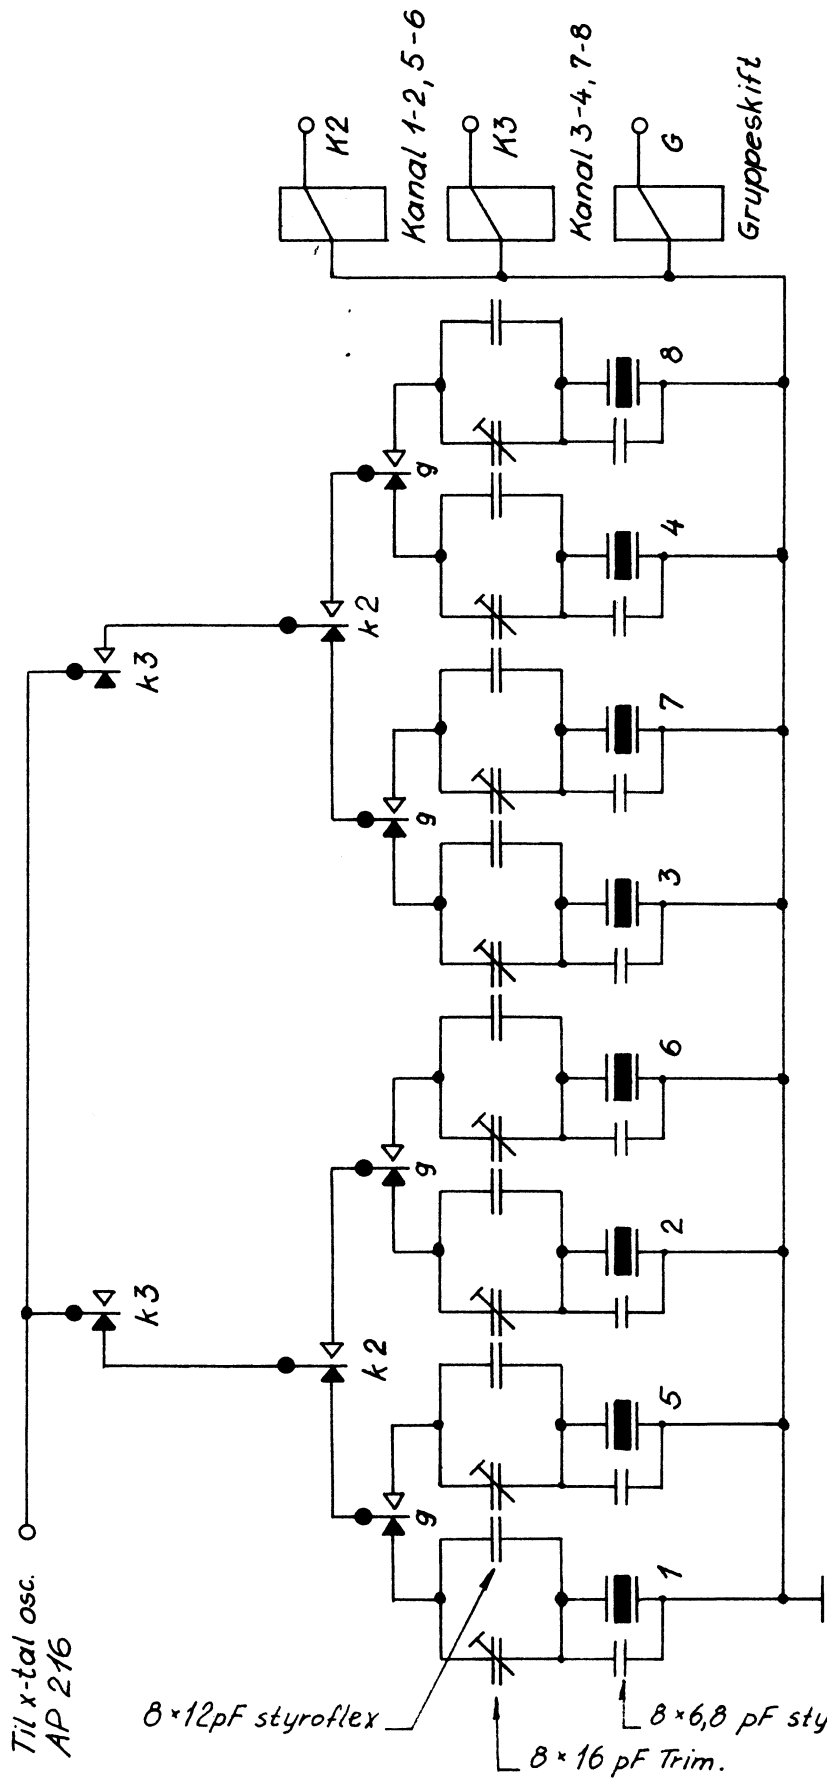 Til x-tal osc.
AP 216
k3
k3
k2
k2
g
g
g
g
1
5
2
6
3
7
4
8
K2
Kanal 1-2, 5-6
K3
Kanal 3-4, 7-8
G
Gruppeskift
8×12pF styroflex
8×16 pF Trim.
8×6,8 pF sty